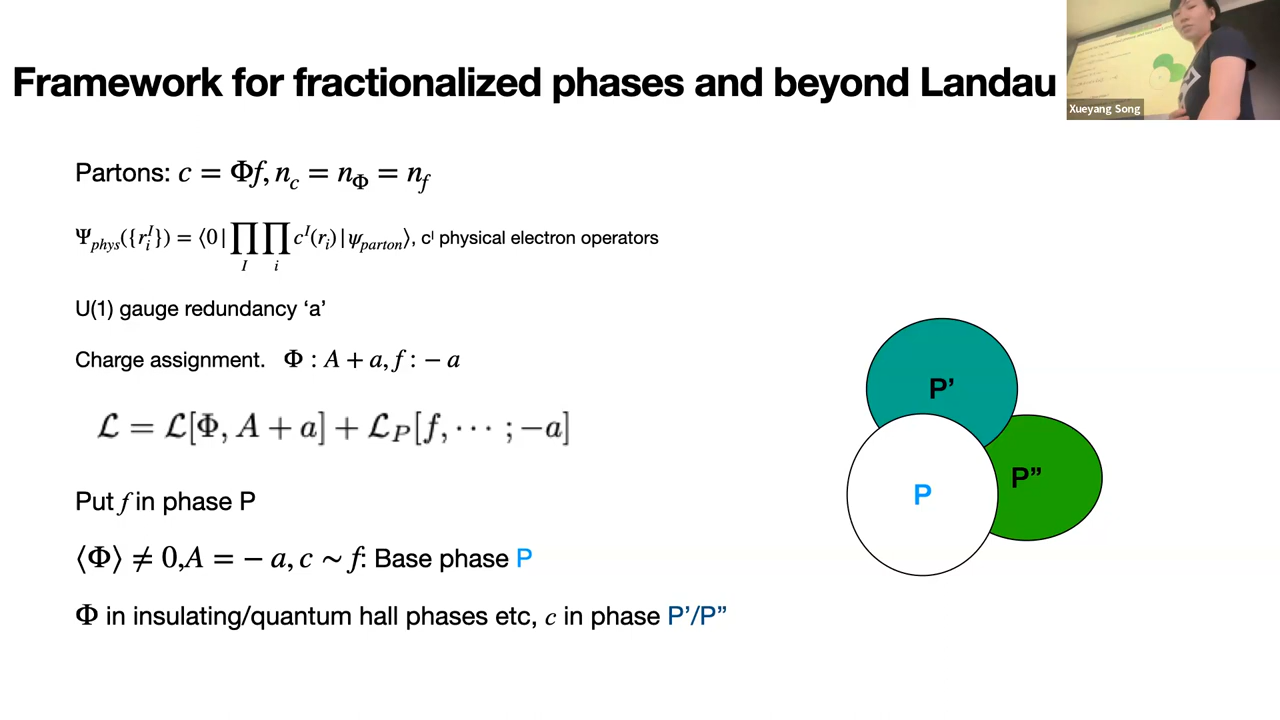 Framework for fractionalized phases and beyond Landau
Xueyang Song
Partons: c = Φf, n_c = n_Φ = n_f
Ψ_phys({r_i^I}) = ⟨0|∏_I ∏_i c^I(r_i)|ψ_parton⟩, c^I physical electron operators
U(1) gauge redundancy ‘a’
Charge assignment. Φ : A + a, f : − a
ℒ = ℒ[Φ, A + a] + ℒ_P[f, ⋯ ; −a]
Put f in phase P
⟨Φ⟩ ≠ 0, A = − a, c ∼ f: Base phase P
Φ in insulating/quantum hall phases etc, c in phase P’/P”
P’
P”
P